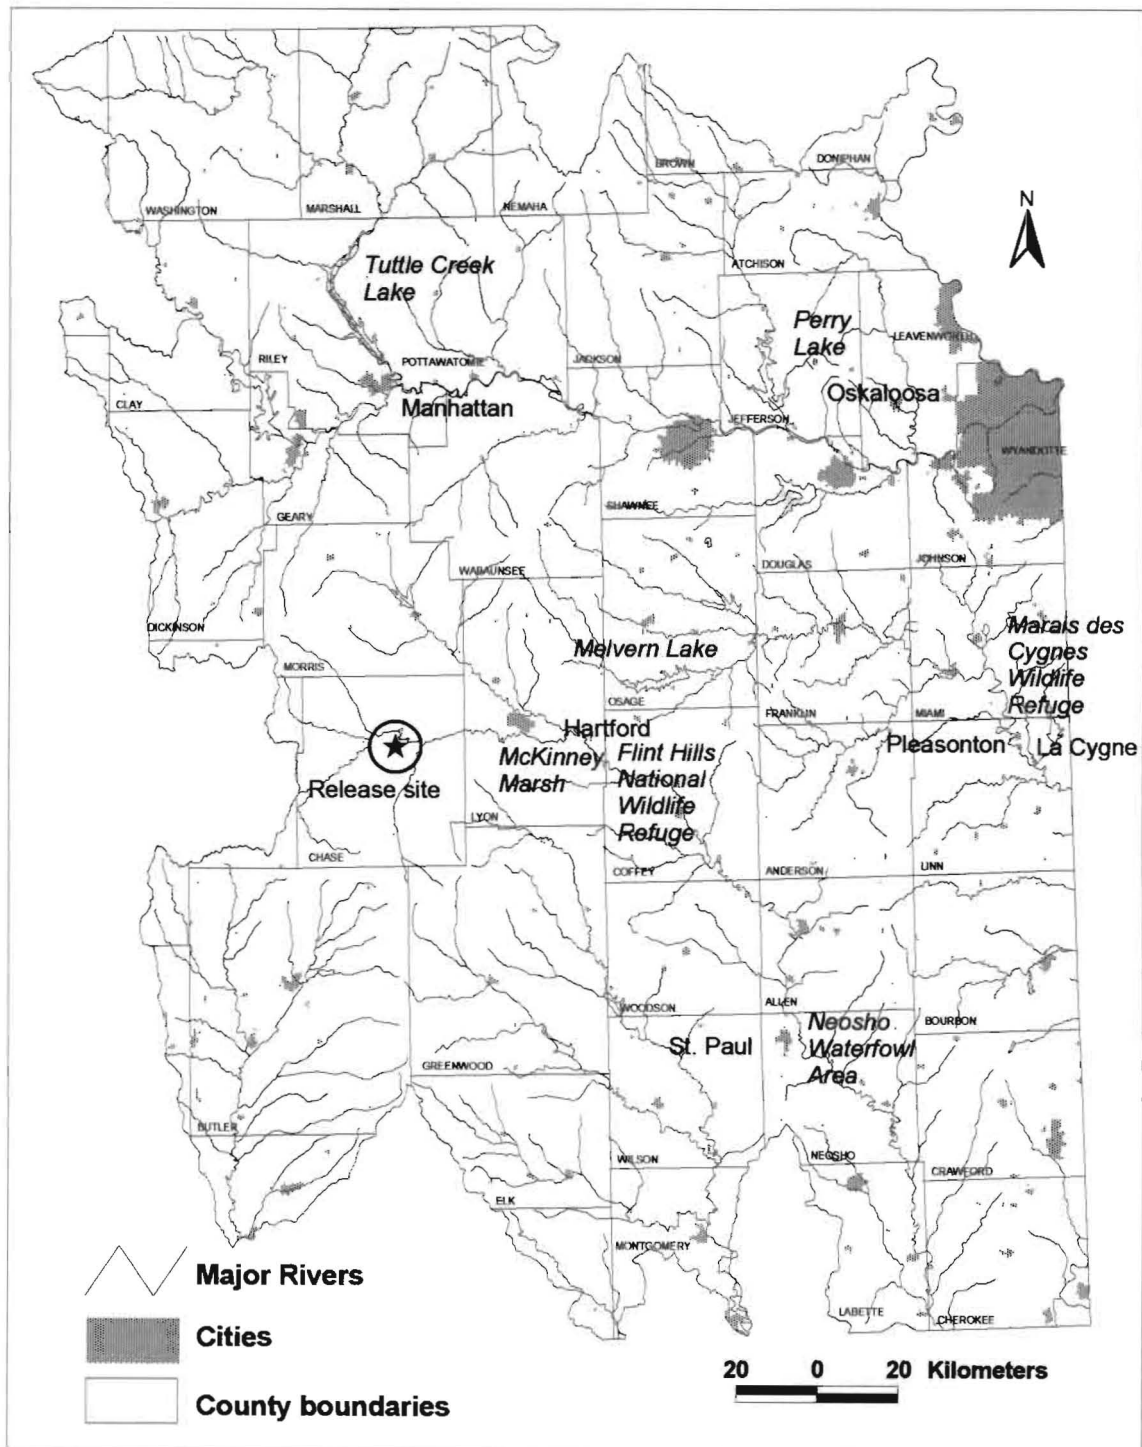 BROWN
DONIPHAN
WASHINGTON
MARSHALL
NEMAHA
N
Tuttle Creek
Lake
ATCHISON
Perry
Lake
LEAVENWORTH
RILEY
POTTAWATOMIE
JACKSON
CLAY
Manhattan
Oskaloosa
JEFFERSON
WYANDOTTE
GEARY
SHAWNEE
WABAUNSEE
DOUGLAS
JOHNSON
DICKINSON
Melvern Lake
Marais des
Cygnes
Wildlife
Refuge
MORRIS
OSAGE
FRANKLIN
MIAMI
Hartford
Pleasonton
La Cygne
McKinney
Marsh
Flint Hills
National
Wildlife
Refuge
Release site
LYON
CHASE
COFFEY
ANDERSON
LINN
WOODSON
ALLEN
BOURBON
St. Paul
Neosho
Waterfowl
Area
GREENWOOD
BUTLER
WILSON
NEOSHO
CRAWFORD
ELK
MONTGOMERY
LABETTE
CHEROKEE
Major Rivers
Cities
County boundaries
20 0 20 Kilometers